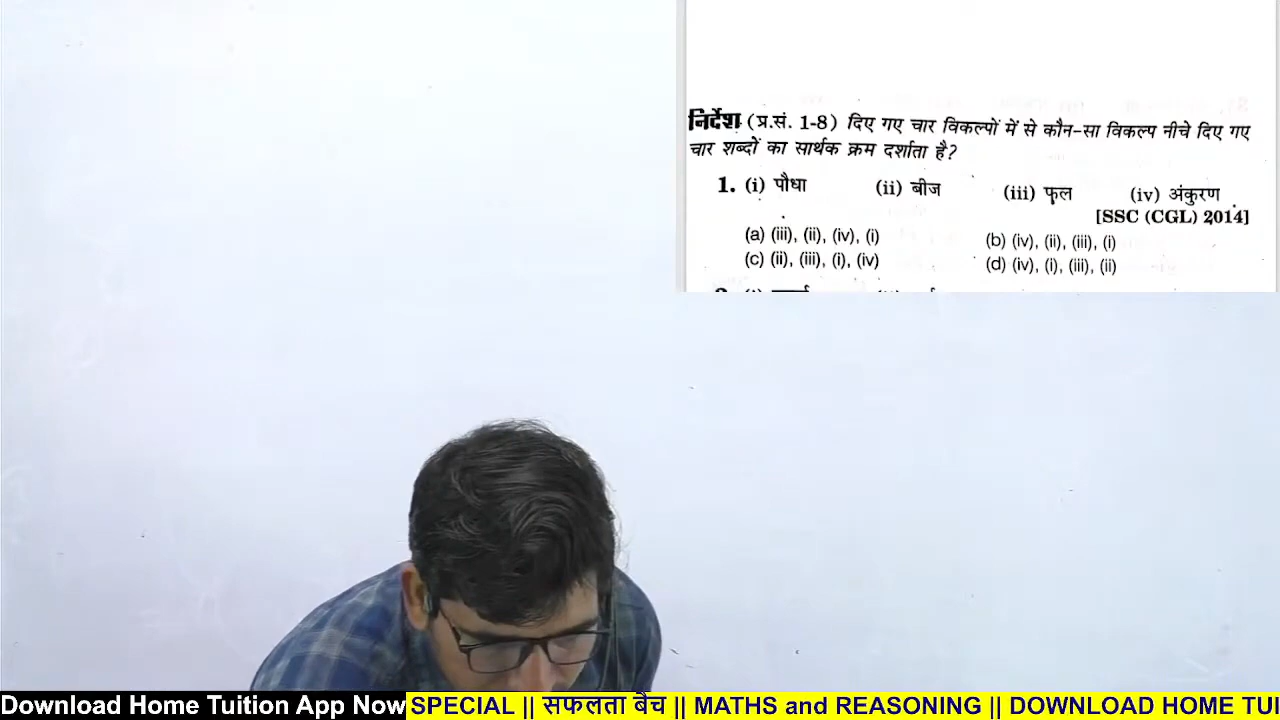 निर्देश (प्र.सं. 1-8) दिए गए चार विकल्पों में से कौन-सा विकल्प नीचे दिए गए
चार शब्दों का सार्थक क्रम दर्शाता है?
1. (i) पौधा (ii) बीज (iii) फूल (iv) अंकुरण
[SSC (CGL) 2014]
(a) (iii), (ii), (iv), (i) (b) (iv), (ii), (iii), (i)
(c) (ii), (iii), (i), (iv) (d) (iv), (i), (iii), (ii)
Download Home Tuition App Now SPECIAL || सफलता बैच || MATHS and REASONING || DOWNLOAD HOME TUI